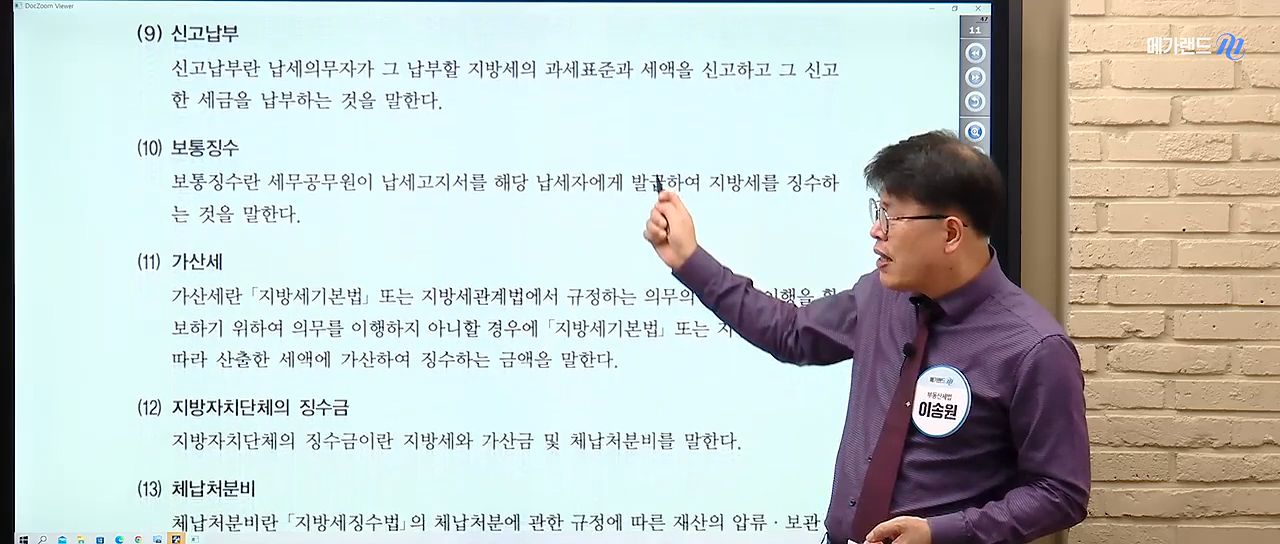 DocZoom Viewer
47
11
메가랜드
(9) 신고납부
신고납부란 납세의무자가 그 납부할 지방세의 과세표준과 세액을 신고하고 그 신고
한 세금을 납부하는 것을 말한다.
(10) 보통징수
보통징수란 세무공무원이 납세고지서를 해당 납세자에게 발급하여 지방세를 징수하
는 것을 말한다.
(11) 가산세
가산세란 「지방세기본법」 또는 지방세관계법에서 규정하는 의무의
보하기 위하여 의무를 이행하지 아니할 경우에 「지방세기본법」 또는
따라 산출한 세액에 가산하여 징수하는 금액을 말한다.
(12) 지방자치단체의 징수금
지방자치단체의 징수금이란 지방세와 가산금 및 체납처분비를 말한다.
(13) 체납처분비
체납처분비란 「지방세징수법」의 체납처분에 관한 규정에 따른 재산의 압류 · 보관
메가랜드
부동산세법
이송원